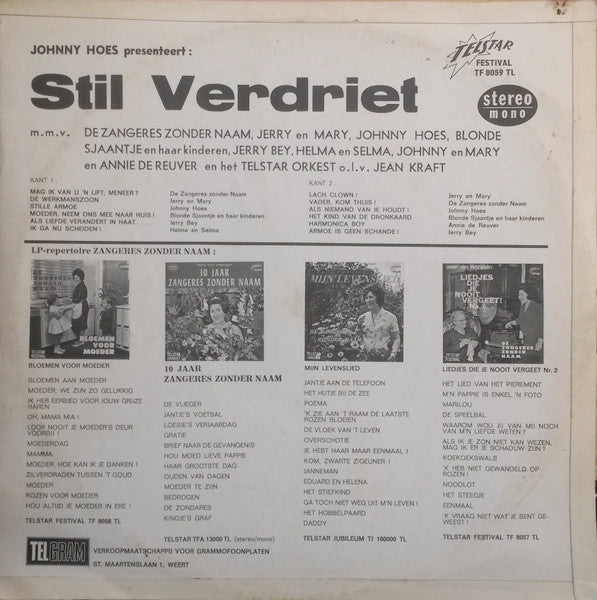 JOHNNY HOES presenteert :
TELSTAR
FESTIVAL
TF 8059 TL
Stil Verdriet
stereo
mono
m.m.v. DE ZANGERES ZONDER NAAM, JERRY en MARY, JOHNNY HOES, BLONDE
SJAANTJE en haar kinderen, JERRY BEY, HELMA en SELMA, JOHNNY en MARY
en ANNIE DE REUVER en het TELSTAR ORKEST o.l.v. JEAN KRAFT
KANT 1 :
MAG IK VAN U 'N LIFT, MENEER? De Zangeres zonder Naam
DE WERKMANSZOON Jerry en Mary
STILLE ARMOE Johnny Hoes
MOEDER, NEEM ONS MEE NAAR HUIS! Blonde Sjaantje en haar kinderen
ALS LIEFDE VERANDERT IN HAAT Jerry Bey
IK GA NU SCHEIDEN! Helma en Selma
KANT 2 :
LACH CLOWN! Jerry en Mary
VADER, KOM THUIS! De Zangeres zonder Naam
ALS NIEMAND VAN JE HOUDT! Johnny Hoes
HET KIND VAN DE DRONKAARD Blonde Sjaantje en haar kinderen
HARMONICA BOY Annie de Reuver
ARMOE IS GEEN SCHANDE! Jerry Bey
LP-repertoire ZANGERES ZONDER NAAM :
BLOEMEN
VOOR
MOEDER
10 JAAR
ZANGERES ZONDER NAAM
MIJN LEVENSLIED
LIEDJES
DIE
JE
NOOIT
VERGEET!
NR. 2
DE
ZANGERES
ZONDER
NAAM
BLOEMEN VOOR MOEDER
BLOEMEN AAN MOEDER
MOEDER, WE ZIJN ZO GELUKKIG
IK HEB EERBIED VOOR JOUW GRIJZE
HAREN
OH, MAMA MIA !
LOOP NOOIT JE MOEDER'S DEUR
VOORBIJ !
MOEDERDAG
MAMMA
MOEDER, HOE KAN IK JE DANKEN !
ZILVERDRADEN TUSSEN 'T GOUD
MOEDER
ROZEN VOOR MOEDER
HOU ALTIJD JE MOEDER IN ERE !
TELSTAR FESTIVAL TF 8058 TL
10 JAAR
ZANGERES ZONDER NAAM
DE VLIEGER
JANTJE'S VOETBAL
LOESJE'S VERJAARDAG
GRATIE
BRIEF NAAR DE GEVANGENIS
HOU MOED LIEVE PAPPIE
HAAR GROOTSTE DAG
OUDEN VAN DAGEN
MOEDER TE ZIJN
BEDROGEN
DE ZONDARES
KINDJE'S GRAF
TELSTAR TFA 13000 TL (stereo/mono)
MIJN LEVENSLIED
JANTJE AAN DE TELEFOON
HET HUTJE BIJ DE ZEE
POEMA
'K ZIE AAN 'T RAAM DE LAATSTE
ROZEN BLOEIEN
DE VLOEK VAN 'T LEVEN
OVERSCHOTJE
JE HEBT HAAR MAAR EENMAAL !
KOM, ZWARTE ZIGEUNER !
JANNEMAN
EDUARD EN HELENA
HET STIEFKIND
GA TOCH NIET WEG UIT M'N LEVEN !
HET HOBBELPAARD
DADDY
TELSTAR JUBILEUM TJ 160000 TL
LIEDJES DIE JE NOOIT VERGEET Nr. 2
HET LIED VAN HET PIEREMENT
M'N PAPPIE IS ENKEL 'N FOTO
MARILOU
DE SPEELBAL
WAAROM WOU JIJ VAN MIJ NOCH
VAN M'N LIEFDE WETEN ?
ALS IK JE ZON NIET KAN WEZEN,
MAG IK ER JE SCHADUW ZIJN ?
KOEKOEKSWALS
'K HEB NIET GEWANDELD OP
ROZEN !
NOODLOT
HET STEEGJE
EENMAAL
'K VRAAG NIET WAT JE BENT GE-
WEEST !
TELSTAR FESTIVAL TF 8057 TL
TELGRAM
VERKOOPMAATSCHAPPIJ VOOR GRAMMOFOONPLATEN
ST. MAARTENSLAAN 1, WEERT